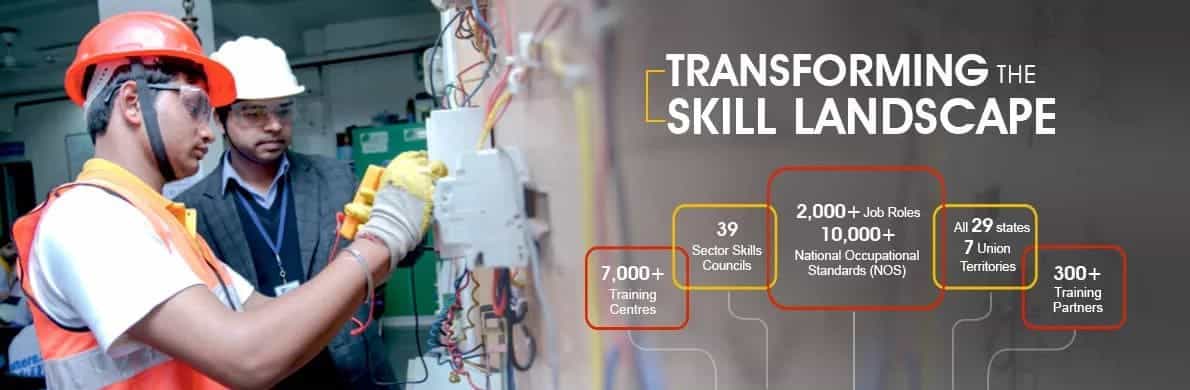 TRANSFORMING THE
SKILL LANDSCAPE
7,000+
Training
Centres
39
Sector Skills
Councils
2,000+ Job Roles
10,000+
National Occupational
Standards (NOS)
All 29 states
7 Union
Territories
300+
Training
Partners